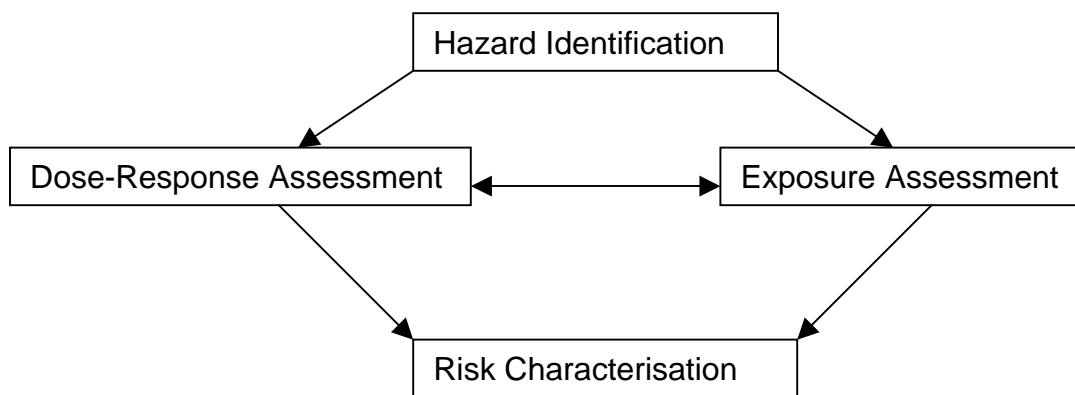 Hazard Identification
Dose-Response Assessment
Exposure Assessment
Risk Characterisation